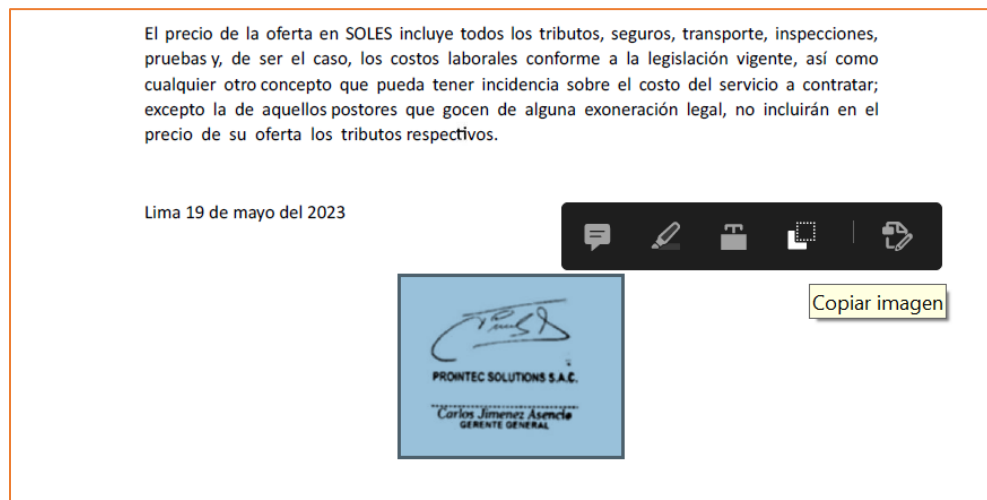 El precio de la oferta en SOLES incluye todos los tributos, seguros, transporte, inspecciones,
pruebas y, de ser el caso, los costos laborales conforme a la legislación vigente, así como
cualquier otro concepto que pueda tener incidencia sobre el costo del servicio a contratar;
excepto la de aquellos postores que gocen de alguna exoneración legal, no incluirán en el
precio de su oferta los tributos respectivos.
Lima 19 de mayo del 2023
Copiar imagen
PROINTEC SOLUTIONS S.A.C.
Carlos Jimenez Asencio
GERENTE GENERAL